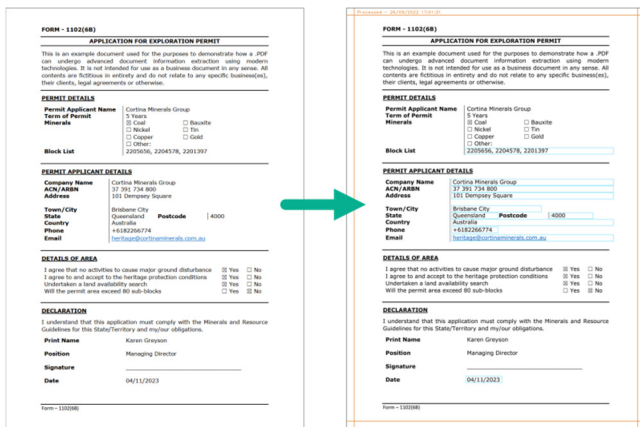 FORM - 1102(6B)
APPLICATION FOR EXPLORATION PERMIT
This is an example document used for the purposes to demonstrate how a .PDF
can undergo advanced document information extraction using modern
technologies. It is not intended for use as a business document in any sense. All
contents are fictitious in entirety and do not relate to any specific business(es),
their clients, legal agreements or otherwise.
PERMIT DETAILS
Permit Applicant Name Cortina Minerals Group
Term of Permit 5 Years
Minerals ☒ Coal ☐ Bauxite
☐ Nickel ☐ Tin
☐ Copper ☐ Gold
☐ Other:
Block List 2205656, 2204578, 2201397
PERMIT APPLICANT DETAILS
Company Name Cortina Minerals Group
ACN/ARBN 37 391 734 800
Address 101 Dempsey Square
Town/City Brisbane City
State Queensland Postcode 4000
Country Australia
Phone +6182266774
Email heritage@cortinaminerals.com.au
DETAILS OF AREA
I agree that no activities to cause major ground disturbance ☒ Yes ☐ No
I agree to and accept to the heritage protection conditions ☒ Yes ☐ No
Undertaken a land availability search ☒ Yes ☐ No
Will the permit area exceed 80 sub-blocks ☐ Yes ☒ No
DECLARATION
I understand that this application must comply with the Minerals and Resource
Guidelines for this State/Territory and my/our obligations.
Print Name Karen Greyson
Position Managing Director
Signature
Date 04/11/2023
Form – 1102(6B)
Processed - 26/09/2022 17:01:21
FORM - 1102(6B)
APPLICATION FOR EXPLORATION PERMIT
This is an example document used for the purposes to demonstrate how a .PDF
can undergo advanced document information extraction using modern
technologies. It is not intended for use as a business document in any sense. All
contents are fictitious in entirety and do not relate to any specific business(es),
their clients, legal agreements or otherwise.
PERMIT DETAILS
Permit Applicant Name Cortina Minerals Group
Term of Permit 5 Years
Minerals ☒ Coal ☐ Bauxite
☐ Nickel ☐ Tin
☐ Copper ☐ Gold
☐ Other:
Block List 2205656, 2204578, 2201397
PERMIT APPLICANT DETAILS
Company Name Cortina Minerals Group
ACN/ARBN 37 391 734 800
Address 101 Dempsey Square
Town/City Brisbane City
State Queensland Postcode 4000
Country Australia
Phone +6182266774
Email heritage@cortinaminerals.com.au
DETAILS OF AREA
I agree that no activities to cause major ground disturbance ☒ Yes ☐ No
I agree to and accept to the heritage protection conditions ☒ Yes ☐ No
Undertaken a land availability search ☒ Yes ☐ No
Will the permit area exceed 80 sub-blocks ☐ Yes ☒ No
DECLARATION
I understand that this application must comply with the Minerals and Resource
Guidelines for this State/Territory and my/our obligations.
Print Name Karen Greyson
Position Managing Director
Signature
Date 04/11/2023
Form – 1102(6B)